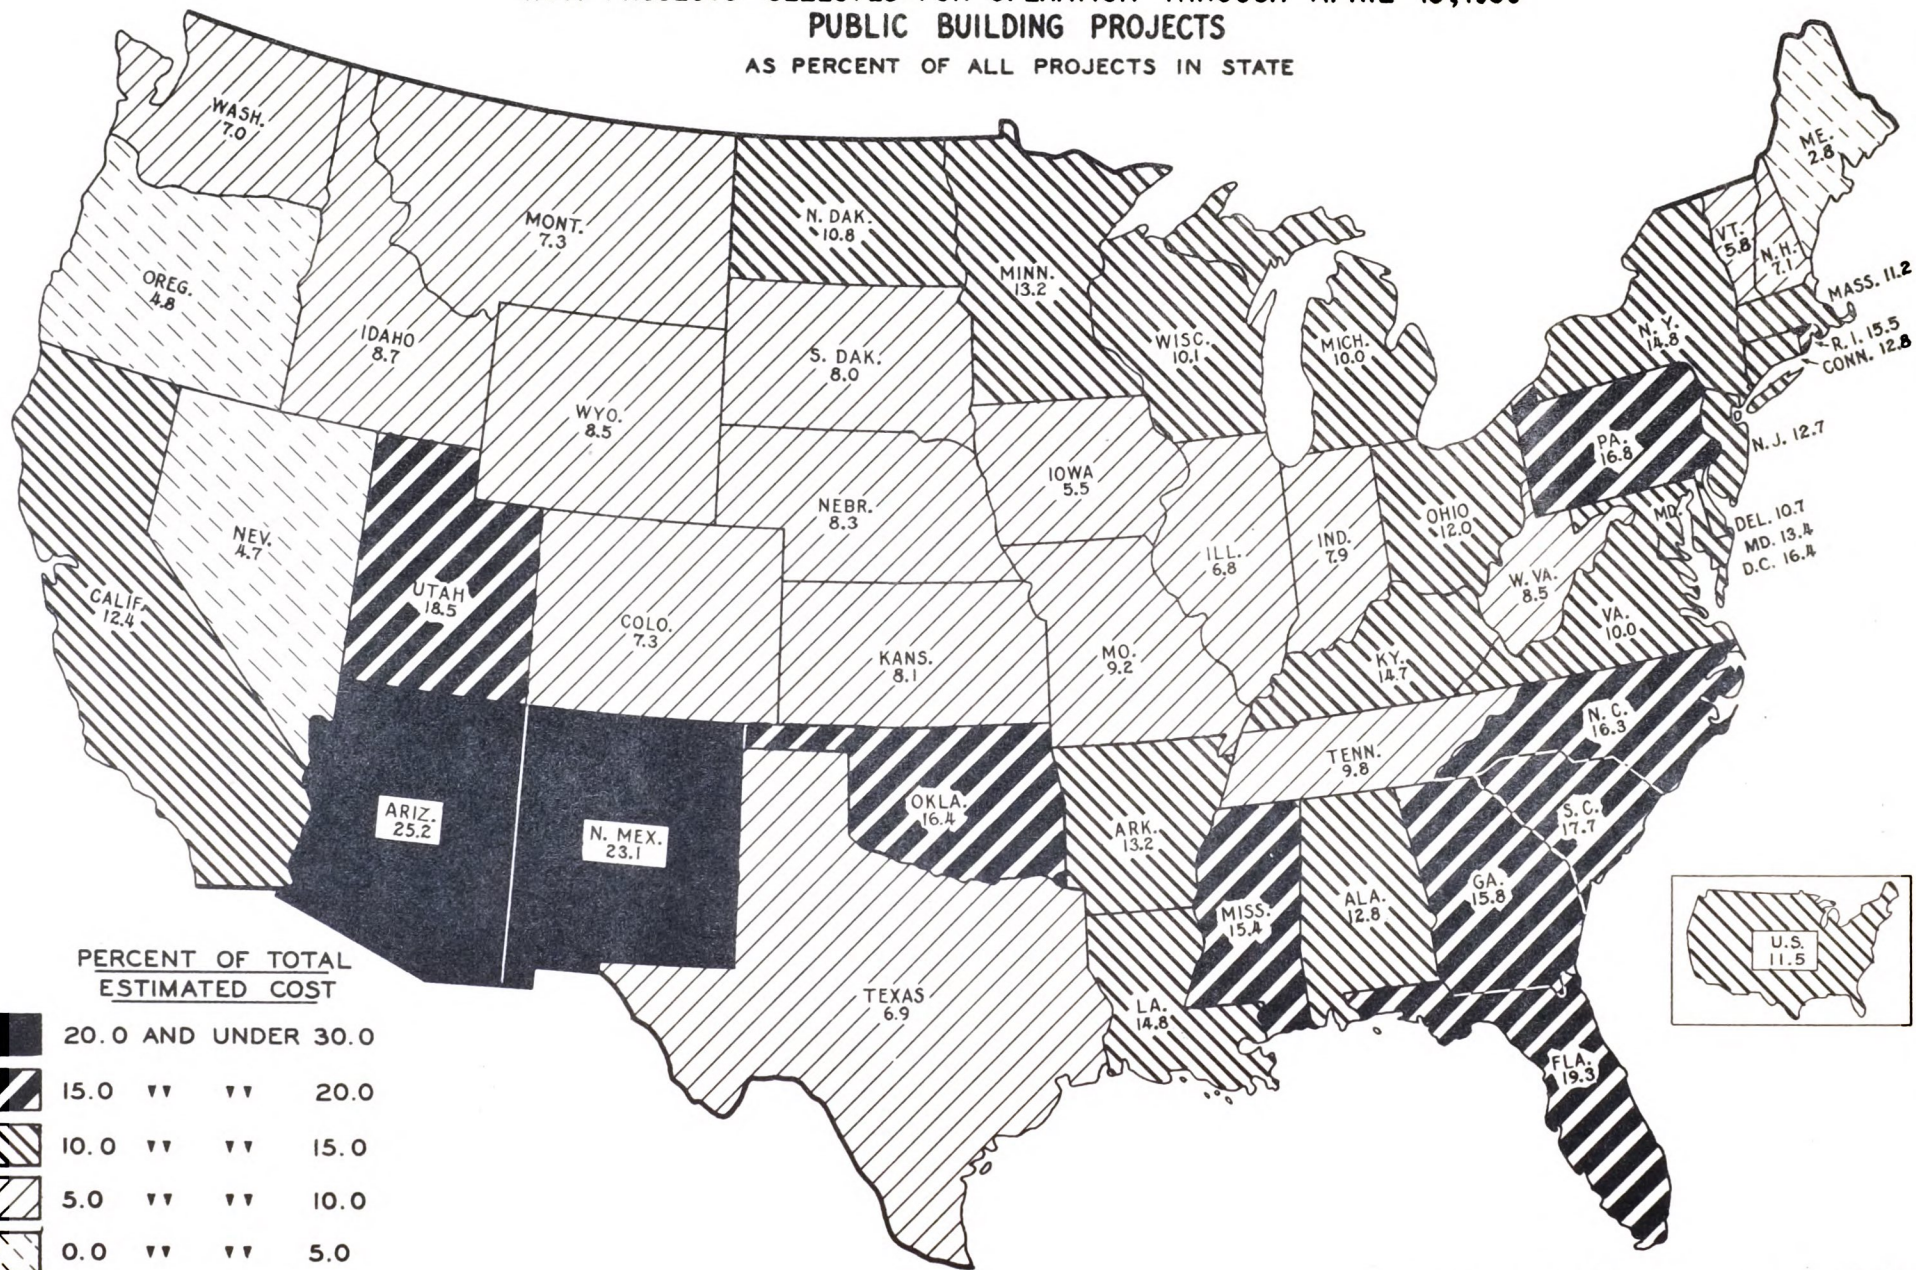 PUBLIC BUILDING PROJECTS
AS PERCENT OF ALL PROJECTS IN STATE
WASH.
7.0
OREG.
4.8
CALIF.
12.4
NEV.
4.7
IDAHO
8.7
MONT.
7.3
WYO.
8.5
UTAH
18.5
COLO.
7.3
ARIZ.
25.2
N. MEX.
23.1
N. DAK.
10.8
S. DAK.
8.0
NEBR.
8.3
KANS.
8.1
OKLA.
16.4
TEXAS
6.9
MINN.
13.2
IOWA
5.5
MO.
9.2
ARK.
13.2
LA.
14.8
WISC.
10.1
ILL.
6.8
MICH.
10.0
IND.
7.9
OHIO
12.0
KY.
14.7
TENN.
9.8
MISS.
15.4
ALA.
12.8
GA.
15.8
FLA.
19.3
S.C.
17.7
N.C.
16.3
VA.
10.0
W. VA.
8.5
MD.
PA.
16.8
N.Y.
14.8
VT.
5.8
N.H.
7.1
ME.
2.8
MASS. 11.2
R.I. 15.5
CONN. 12.8
N.J. 12.7
DEL. 10.7
MD. 13.4
D.C. 16.4
U.S.
11.5
PERCENT OF TOTAL
ESTIMATED COST
20.0 AND UNDER 30.0
15.0 " " 20.0
10.0 " " 15.0
5.0 " " 10.0
0.0 " " 5.0